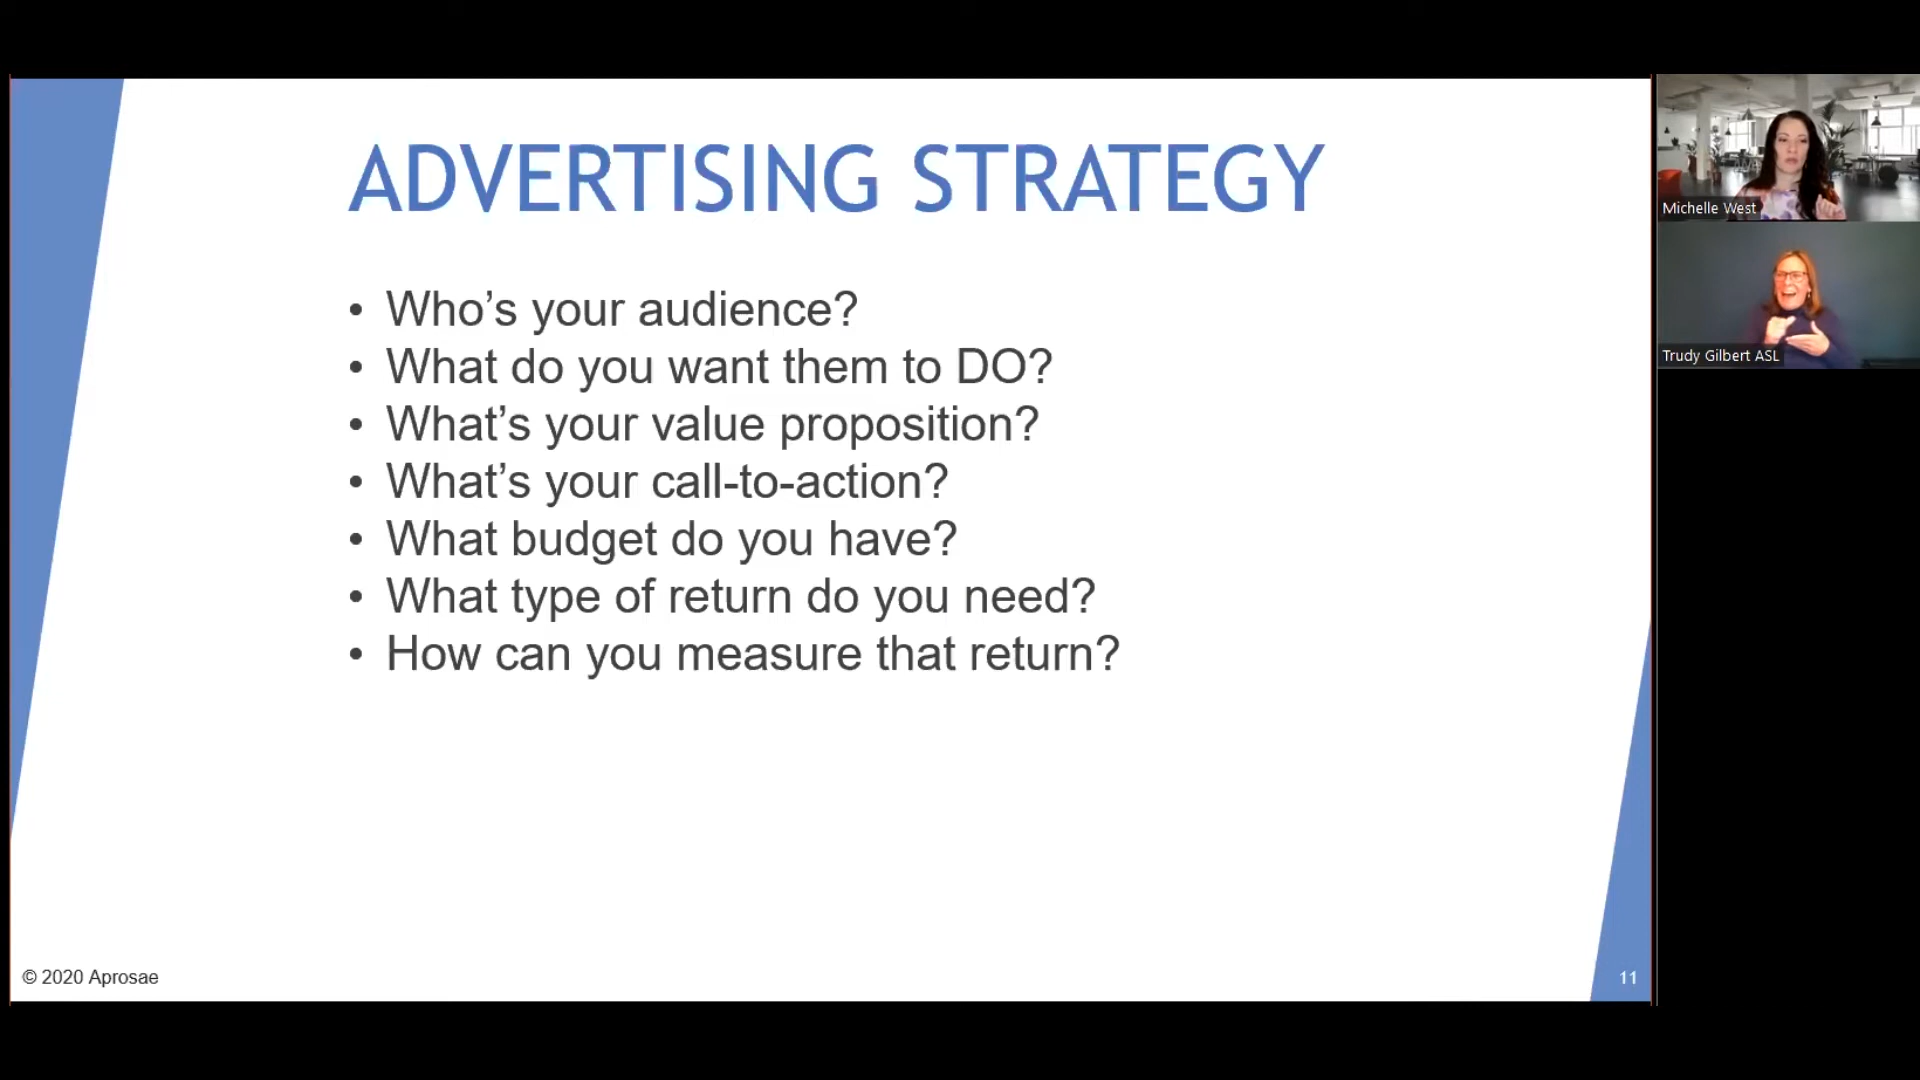 ADVERTISING STRATEGY
• Who’s your audience?
• What do you want them to DO?
• What’s your value proposition?
• What’s your call-to-action?
• What budget do you have?
• What type of return do you need?
• How can you measure that return?
© 2020 Aprosae
11
Michelle West
Trudy Gilbert ASL